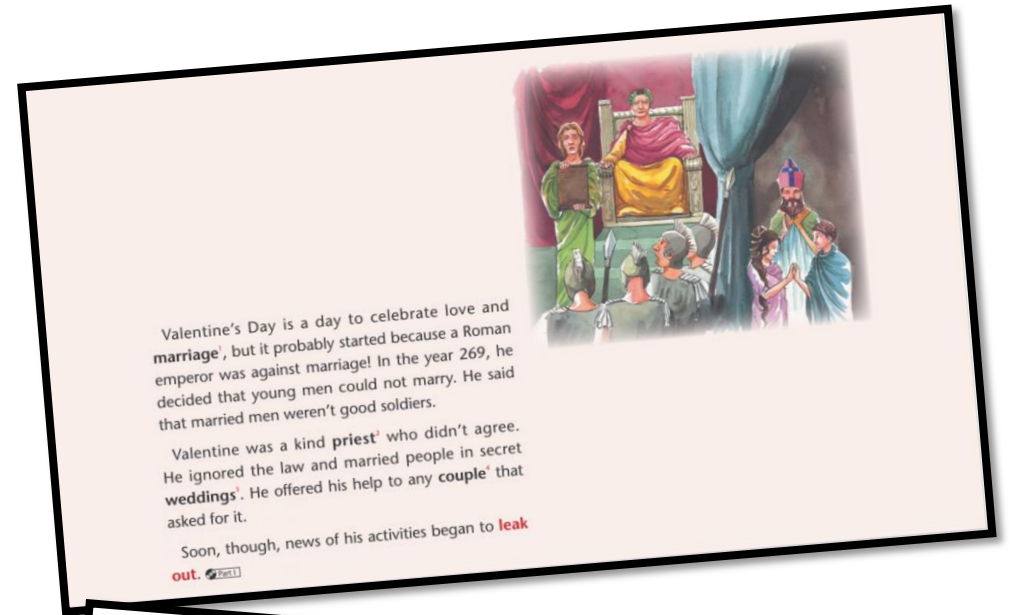 Valentine's Day is a day to celebrate love and
marriage¹, but it probably started because a Roman
emperor was against marriage! In the year 269, he
decided that young men could not marry. He said
that married men weren't good soldiers.
Valentine was a kind priest² who didn't agree.
He ignored the law and married people in secret
weddings³. He offered his help to any couple⁴ that
asked for it.
Soon, though, news of his activities began to leak
out. Part 1